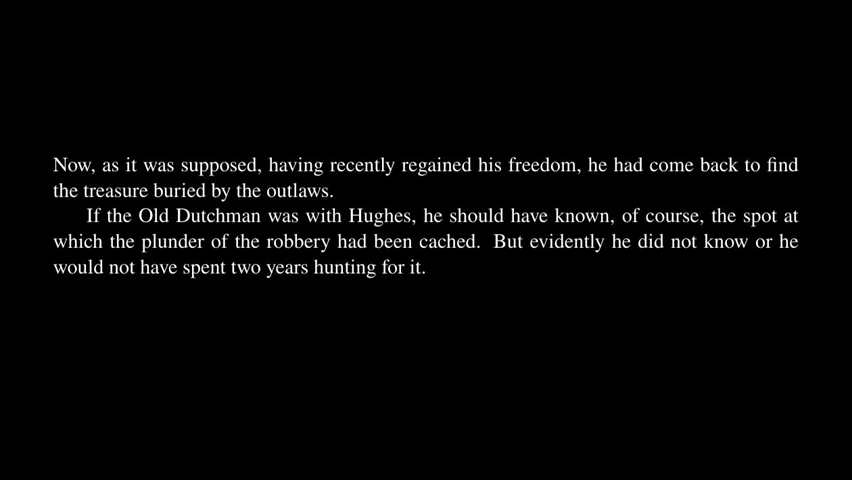 Now, as it was supposed, having recently regained his freedom, he had come back to find
the treasure buried by the outlaws.
If the Old Dutchman was with Hughes, he should have known, of course, the spot at
which the plunder of the robbery had been cached. But evidently he did not know or he
would not have spent two years hunting for it.